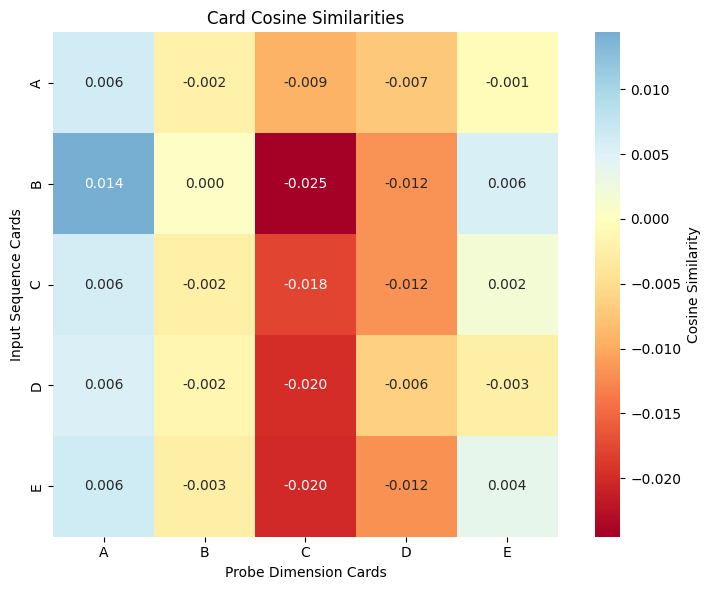 Card Cosine Similarities
Input Sequence Cards
A
0.006 -0.002 -0.009 -0.007 -0.001
B
0.014 0.000 -0.025 -0.012 0.006
C
0.006 -0.002 -0.018 -0.012 0.002
D
0.006 -0.002 -0.020 -0.006 -0.003
E
0.006 -0.003 -0.020 -0.012 0.004
A B C D E
Probe Dimension Cards
0.010
0.005
0.000
−0.005
−0.010
−0.015
−0.020
Cosine Similarity